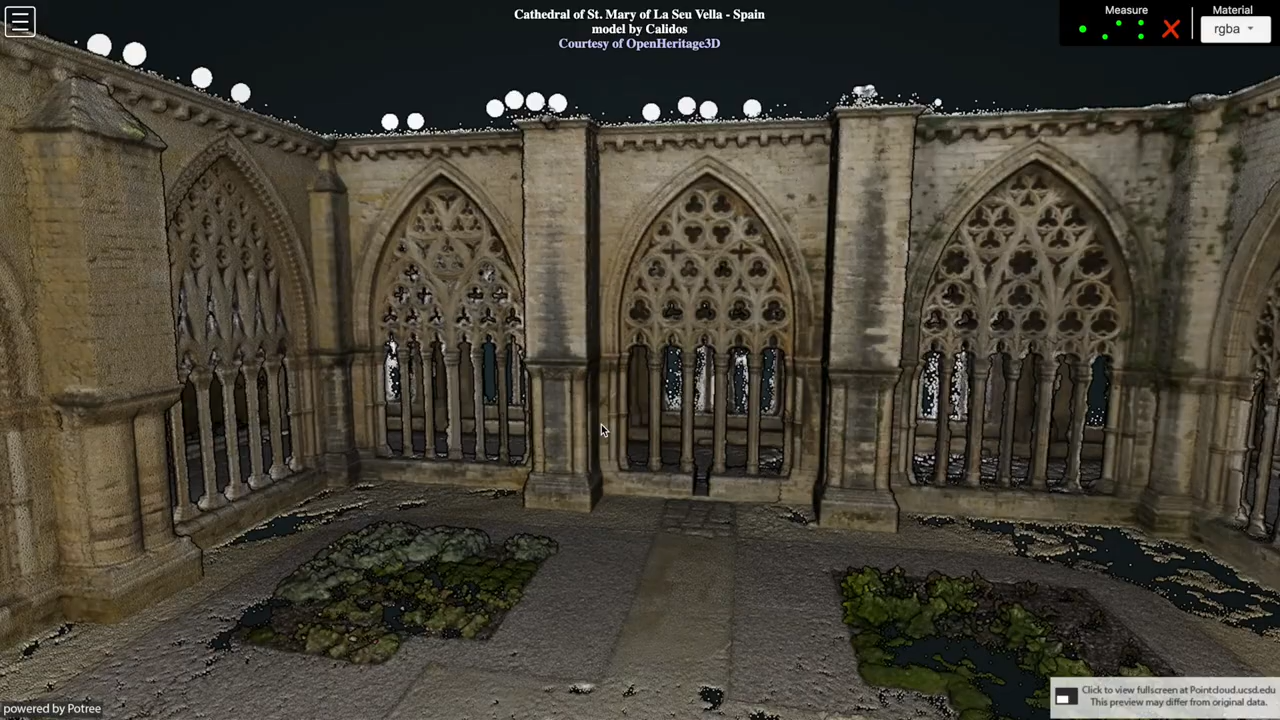 Cathedral of St. Mary of La Seu Vella - Spain
model by Calidos
Courtesy of OpenHeritage3D
Measure
Material
rgba
powered by Potree
Click to view fullscreen at Pointcloud.ucsd.edu
This preview may differ from original data.